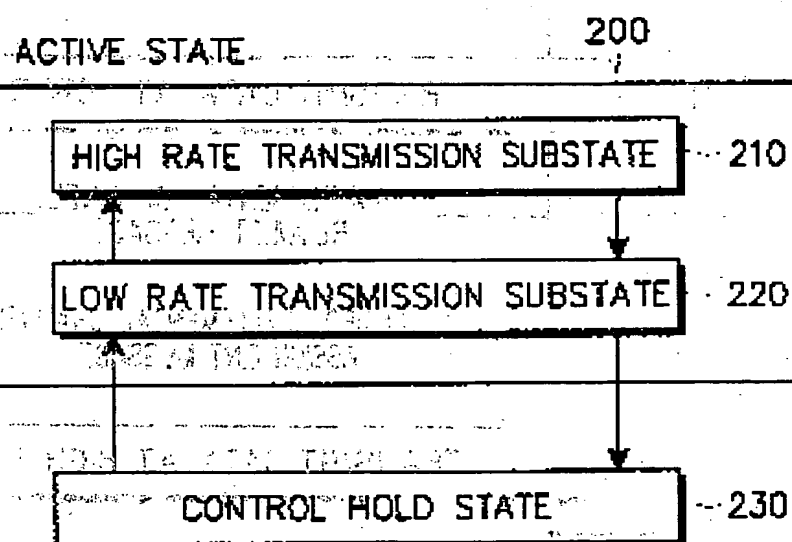 ACTIVE STATE 200
HIGH RATE TRANSMISSION SUBSTATE 210
LOW RATE TRANSMISSION SUBSTATE 220
CONTROL HOLD STATE 230